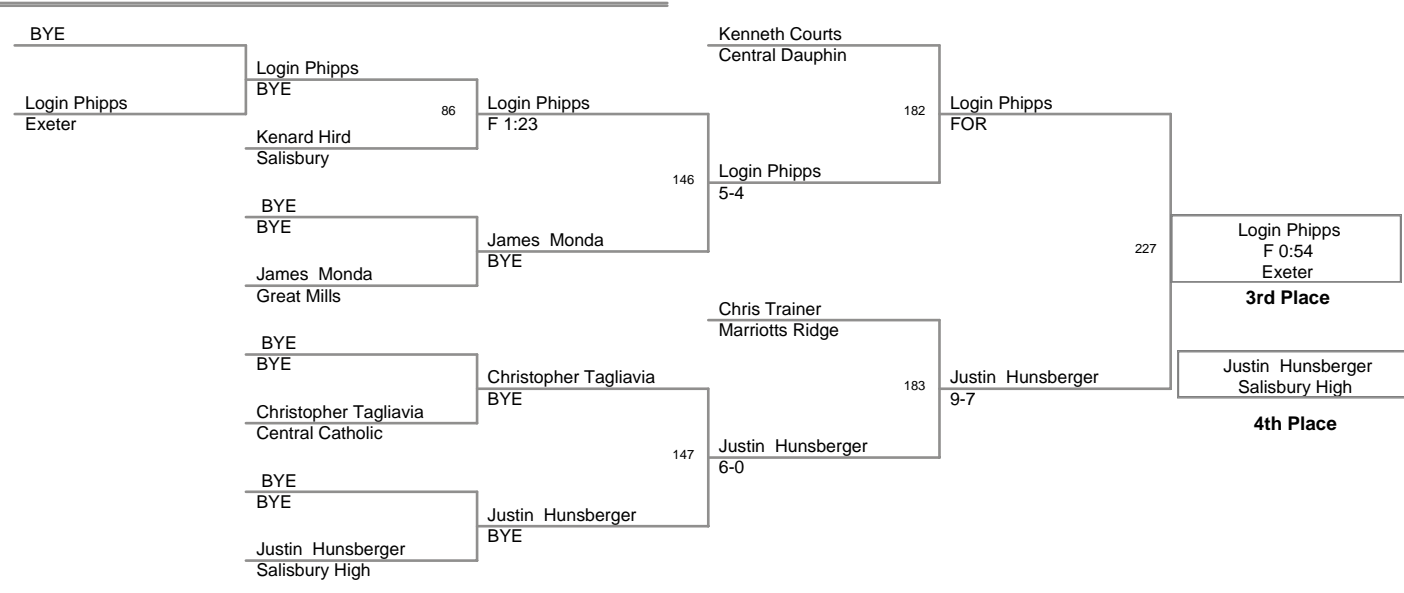 BYE
Login Phipps
Exeter
Login Phipps
BYE
86
Kenard Hird
Salisbury
BYE
BYE
James  Monda
Great Mills
BYE
BYE
Christopher Tagliavia
Central Catholic
BYE
BYE
Justin  Hunsberger
Salisbury High
Login Phipps
F 1:23
146
James  Monda
BYE
Christopher Tagliavia
BYE
147
Justin  Hunsberger
BYE
Kenneth Courts
Central Dauphin
182
Login Phipps
5-4
Chris Trainer
Marriotts Ridge
183
Justin  Hunsberger
6-0
Login Phipps
FOR
227
Justin  Hunsberger
9-7
Login Phipps
F 0:54
Exeter
3rd Place
Justin  Hunsberger
Salisbury High
4th Place